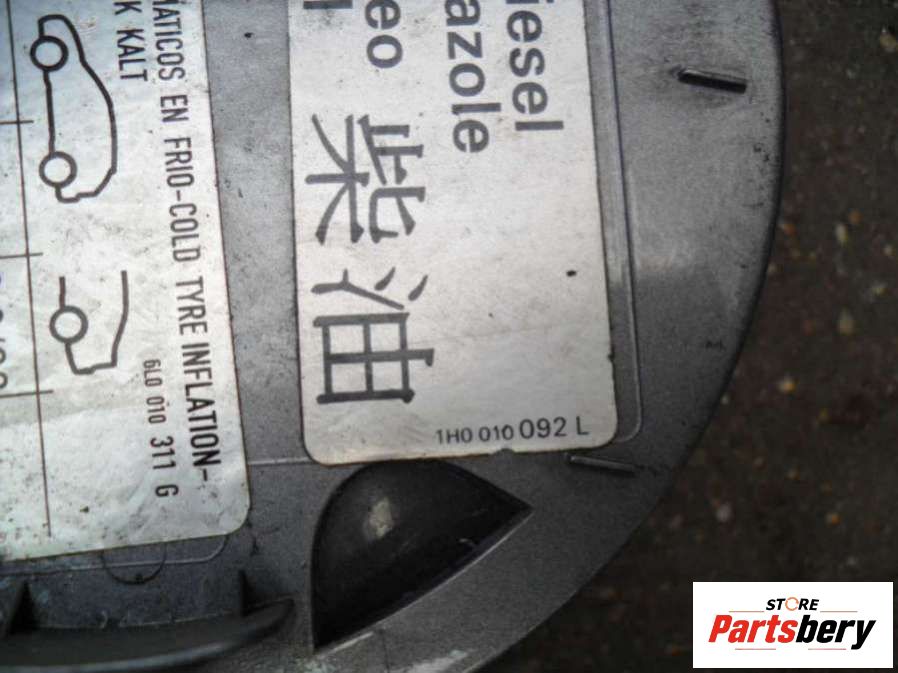 MATICOS EN FRIO-COLD TYRE INFLATION-
K KALT
6L0 010 311 G
iesel
azole
eo
柴油
1H0 010 092 L
STORE
Partsbery